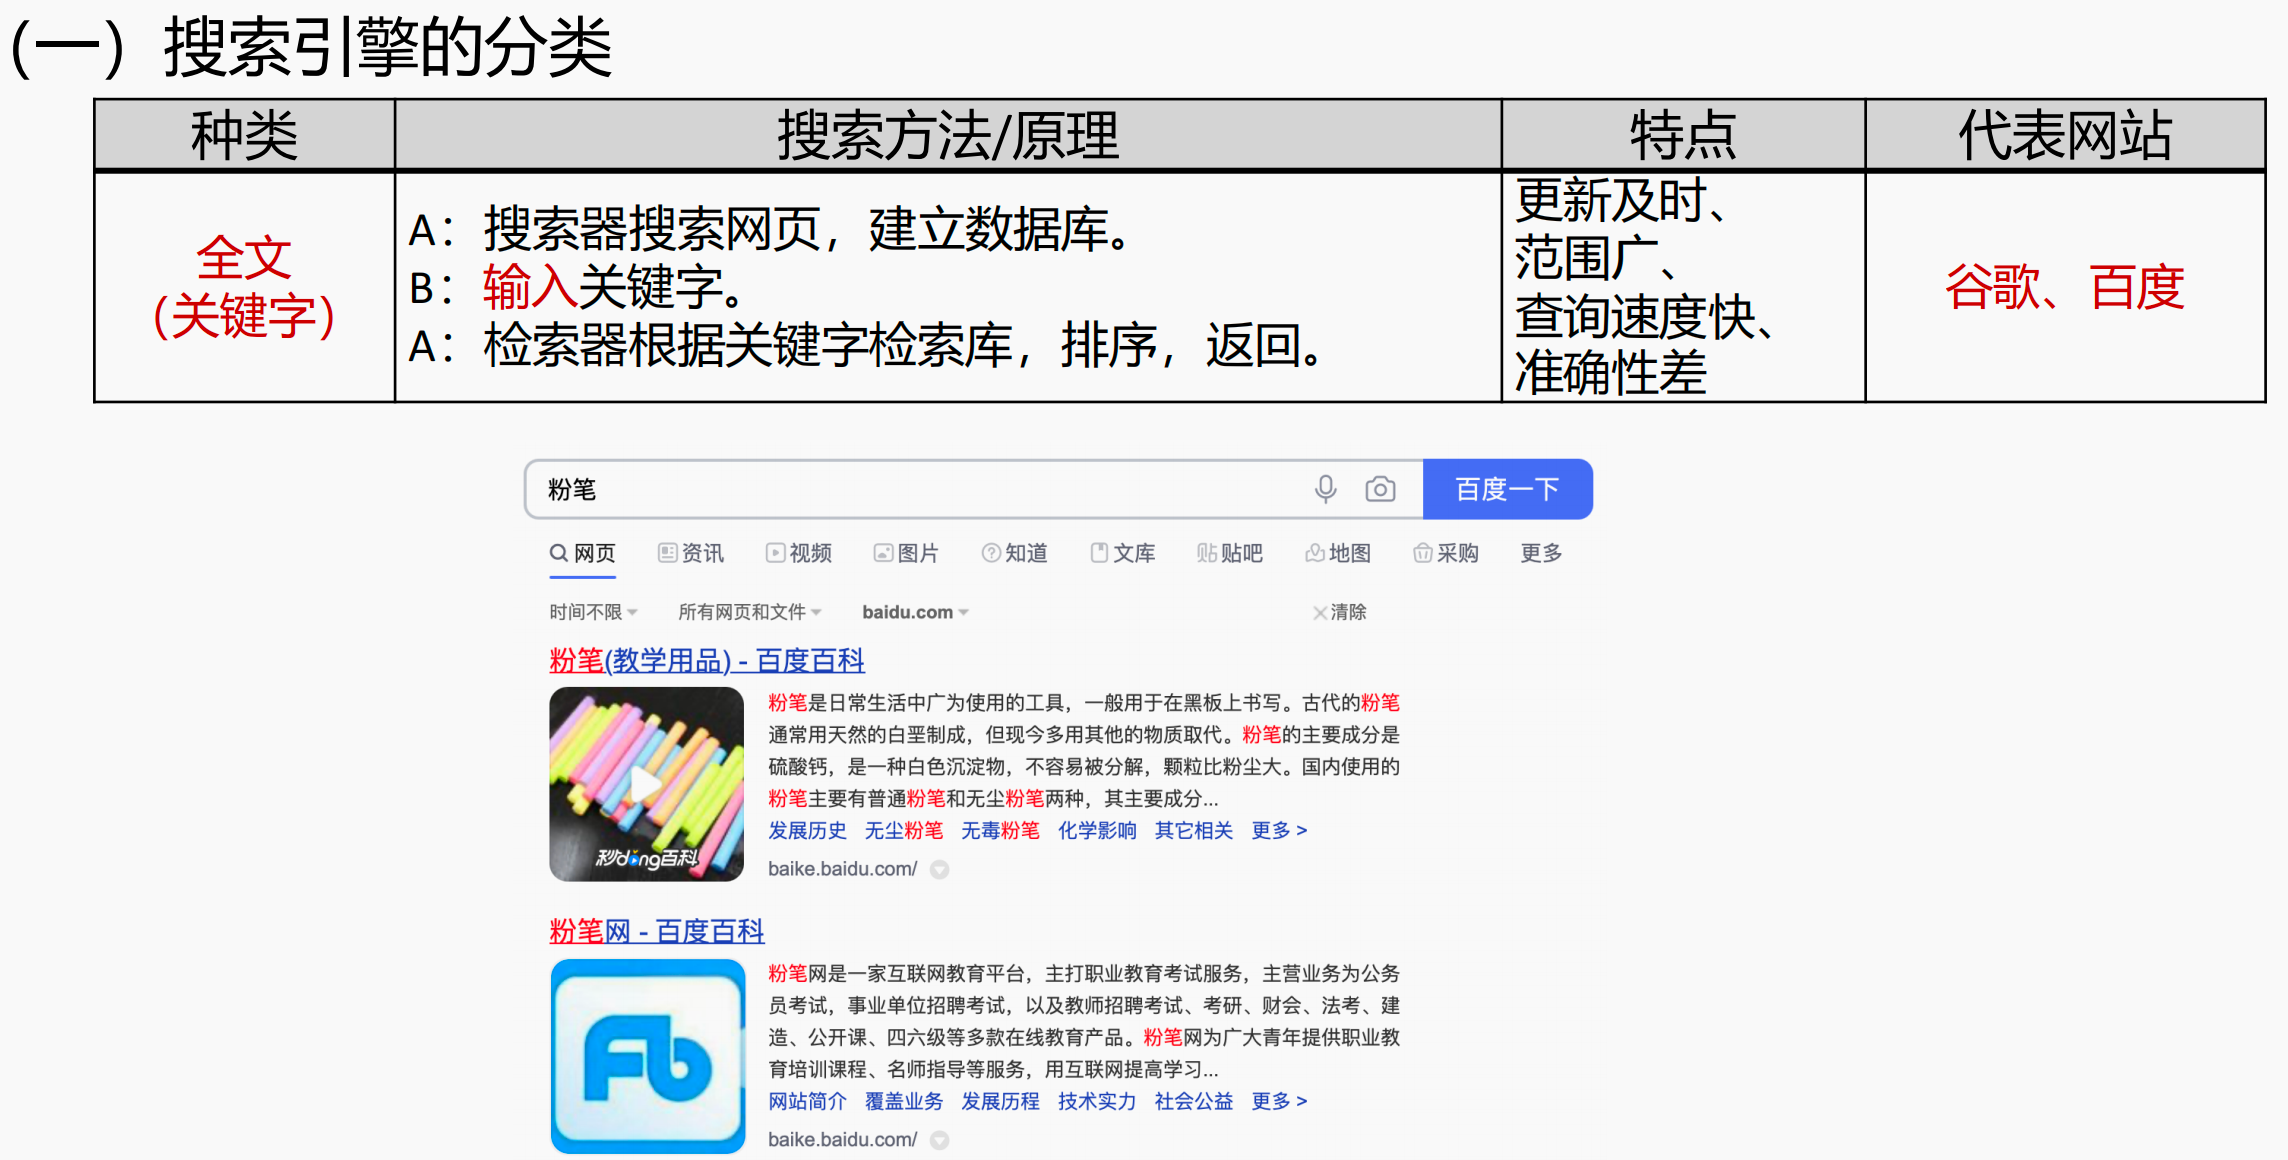 (一）搜索引擎的分类
种类 搜索方法/原理 特点 代表网站
全文
（关键字）
A：搜索器搜索网页，建立数据库。
B：输入关键字。
A：检索器根据关键字检索库，排序，返回。
更新及时、
范围广、
查询速度快、
准确性差
谷歌、百度
粉笔 百度一下
网页 资讯 视频 图片 知道 文库 贴吧 地图 采购 更多
时间不限 所有网页和文件 baidu.com 清除
粉笔(教学用品) - 百度百科
粉笔是日常生活中广为使用的工具，一般用于在黑板上书写。古代的粉笔
通常用天然的白垩制成，但现今多用其他的物质取代。粉笔的主要成分是
硫酸钙，是一种白色沉淀物，不容易被分解，颗粒比粉尘大。国内使用的
粉笔主要有普通粉笔和无尘粉笔两种，其主要成分...
发展历史 无尘粉笔 无毒粉笔 化学影响 其它相关 更多 >
秒dong百科
baike.baidu.com/
粉笔网 - 百度百科
粉笔网是一家互联网教育平台，主打职业教育考试服务，主营业务为公务
员考试，事业单位招聘考试，以及教师招聘考试、考研、财会、法考、建
造、公开课、四六级等多款在线教育产品。粉笔网为广大青年提供职业教
育培训课程、名师指导等服务，用互联网提高学习...
网站简介 覆盖业务 发展历程 技术实力 社会公益 更多 >
Fb
baike.baidu.com/